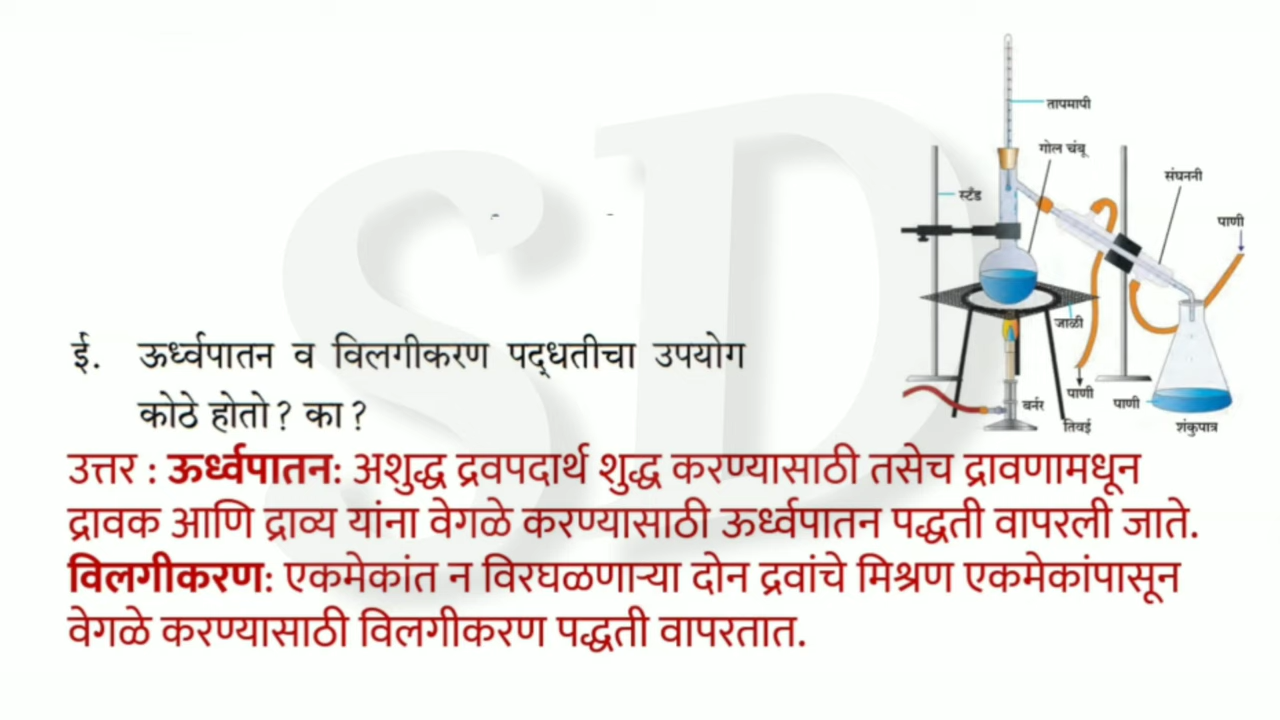 SD
तापमापी
गोल चंबू
स्टँड
संघननी
पाणी
जाळी
पाणी
बर्नर
पाणी
तिवई
शंकुपात्र
ई. ऊर्ध्वपातन व विलगीकरण पद्धतीचा उपयोग
कोठे होतो? का?
उत्तर : ऊर्ध्वपातन: अशुद्ध द्रवपदार्थ शुद्ध करण्यासाठी तसेच द्रावणामधून
द्रावक आणि द्राव्य यांना वेगळे करण्यासाठी ऊर्ध्वपातन पद्धती वापरली जाते.
विलगीकरण: एकमेकांत न विरघळणाऱ्या दोन द्रवांचे मिश्रण एकमेकांपासून
वेगळे करण्यासाठी विलगीकरण पद्धती वापरतात.